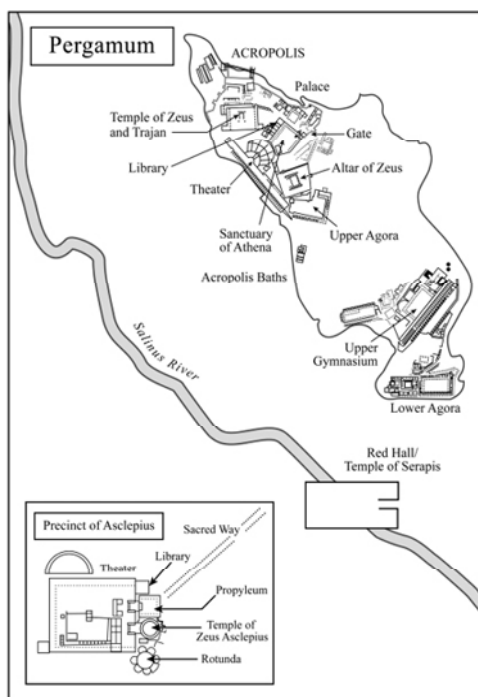 Pergamum
ACROPOLIS
Palace
Temple of Zeus
and Trajan
Gate
Library
Altar of Zeus
Theater
Sanctuary
of Athena
Upper Agora
Acropolis Baths
Upper
Gymnasium
Lower Agora
Salinus River
Red Hall/
Temple of Serapis
Precinct of Asclepius
Sacred Way
Theater
Library
Propyleum
Temple of
Zeus Asclepius
Rotunda